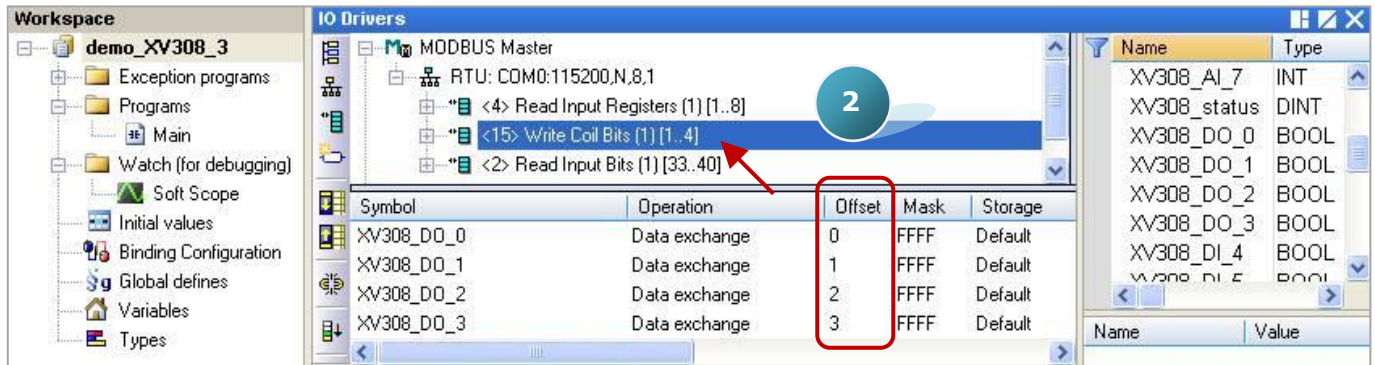 Workspace
demo_XV308_3
Exception programs
Programs
Main
Watch (for debugging)
Soft Scope
Initial values
Binding Configuration
Global defines
Variables
Types
IO Drivers
MODBUS Master
RTU: COM0:115200,N,8,1
<4> Read Input Registers (1) [1..8]
<15> Write Coil Bits (1) [1..4]
<2> Read Input Bits (1) [33..40]
2
Symbol Operation Offset Mask Storage
XV308_DO_0 Data exchange 0 FFFF Default
XV308_DO_1 Data exchange 1 FFFF Default
XV308_DO_2 Data exchange 2 FFFF Default
XV308_DO_3 Data exchange 3 FFFF Default
Name Type
XV308_AI_7 INT
XV308_status DINT
XV308_DO_0 BOOL
XV308_DO_1 BOOL
XV308_DO_2 BOOL
XV308_DO_3 BOOL
XV308_DI_4 BOOL
XV308_DI_5 BOOL
Name Value